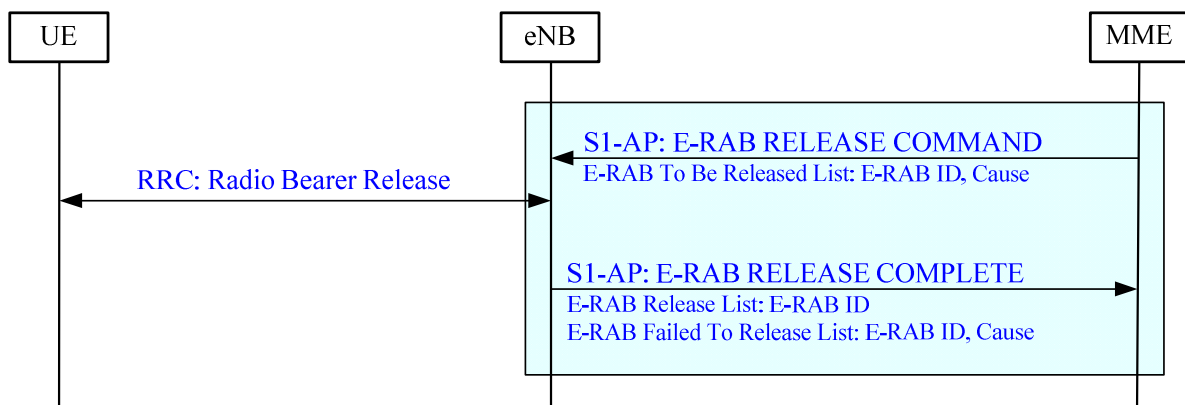 UE
eNB
MME
S1-AP: E-RAB RELEASE COMMAND
E-RAB To Be Released List: E-RAB ID, Cause
RRC: Radio Bearer Release
S1-AP: E-RAB RELEASE COMPLETE
E-RAB Release List: E-RAB ID
E-RAB Failed To Release List: E-RAB ID, Cause